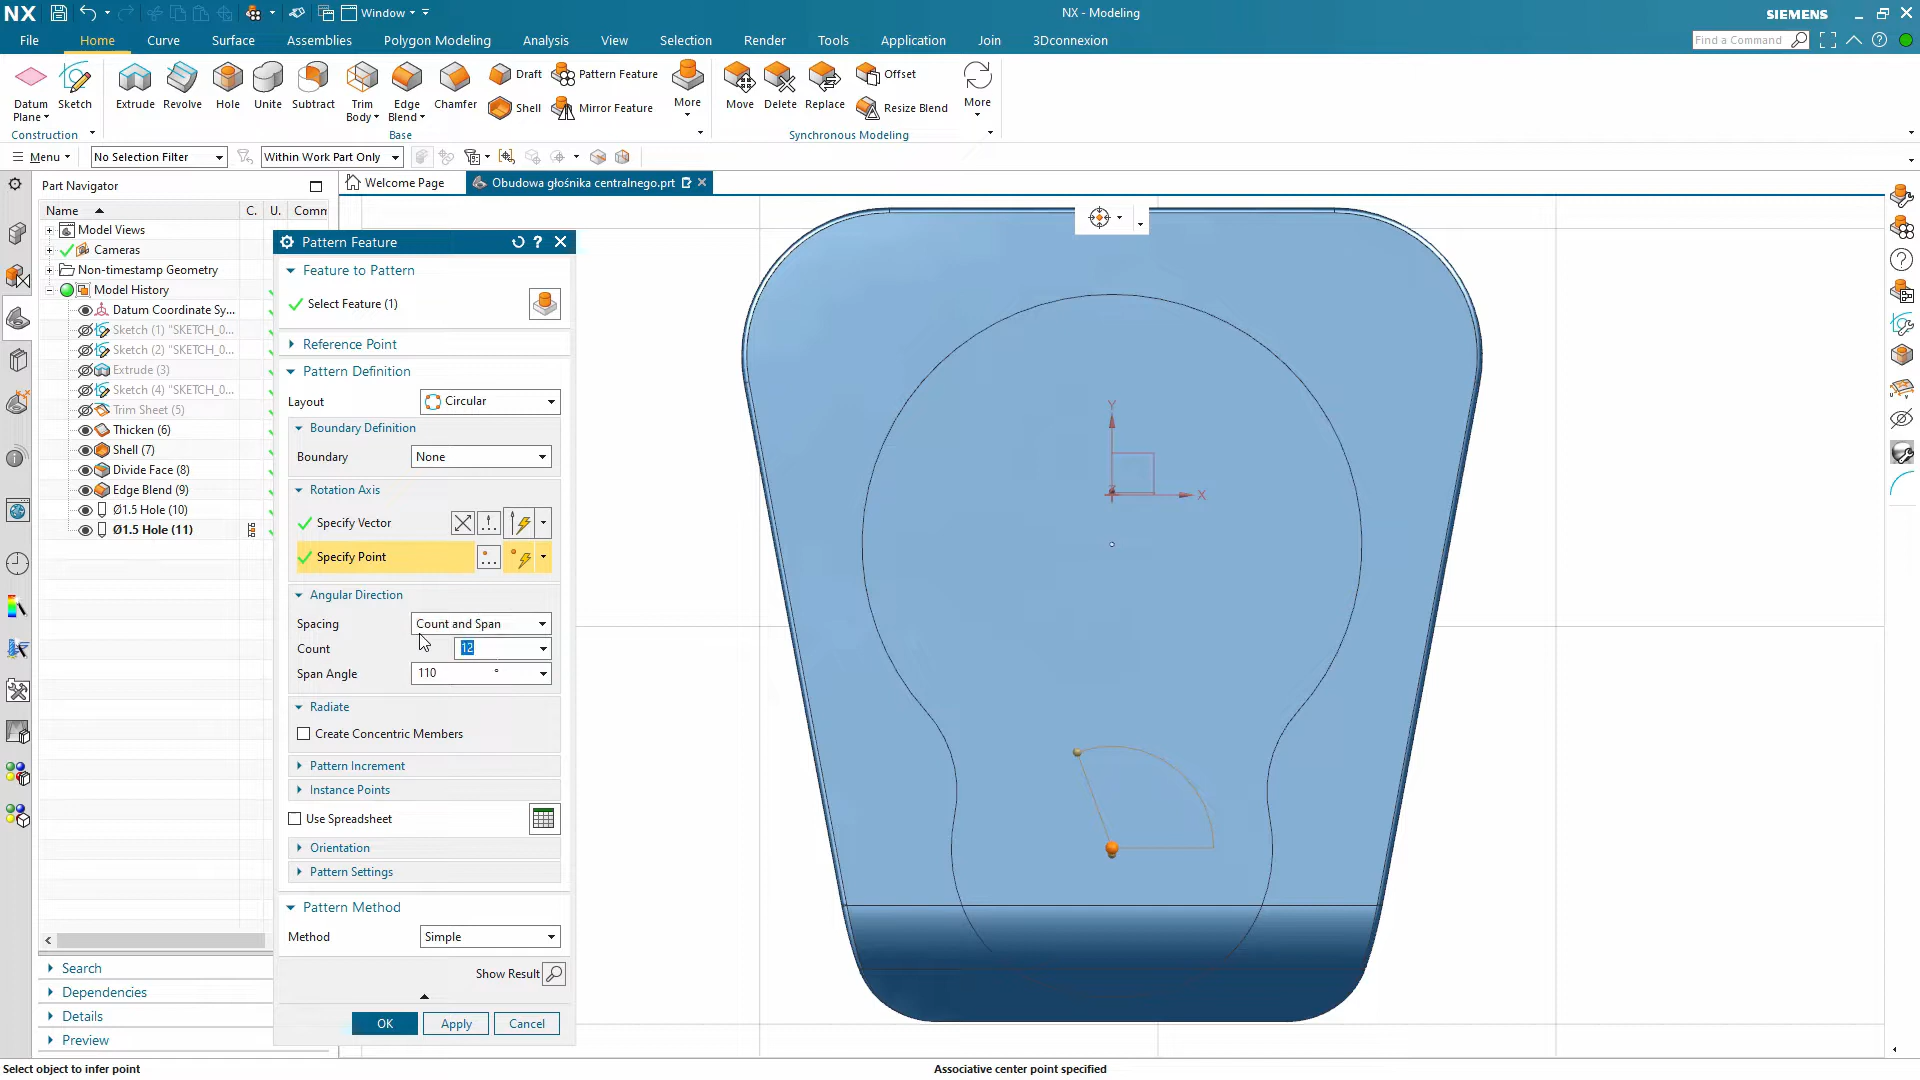 NX
Window
NX - Modeling
SIEMENS
File
Home
Curve
Surface
Assemblies
Polygon Modeling
Analysis
View
Selection
Render
Tools
Application
Join
3Dconnexion
Find a Command
Datum Plane
Sketch
Extrude
Revolve
Hole
Unite
Subtract
Trim Body
Edge Blend
Chamfer
Draft
Shell
Pattern Feature
Mirror Feature
More
Move
Delete
Replace
Offset
Resize Blend
More
Construction
Base
Synchronous Modeling
Menu
No Selection Filter
Within Work Part Only
Part Navigator
Welcome Page
Obudowa głośnika centralnego.prt
Name
C.
U.
Comm
Model Views
Cameras
Non-timestamp Geometry
Model History
Datum Coordinate Sy...
Sketch (1) "SKETCH_0...
Sketch (2) "SKETCH_0...
Extrude (3)
Sketch (4) "SKETCH_0...
Trim Sheet (5)
Thicken (6)
Shell (7)
Divide Face (8)
Edge Blend (9)
Ø1.5 Hole (10)
Ø1.5 Hole (11)
Search
Dependencies
Details
Preview
Pattern Feature
Feature to Pattern
Select Feature (1)
Reference Point
Pattern Definition
Layout
Circular
Boundary Definition
Boundary
None
Rotation Axis
Specify Vector
Specify Point
Angular Direction
Spacing
Count and Span
Count
12
Span Angle
110 °
Radiate
Create Concentric Members
Pattern Increment
Instance Points
Use Spreadsheet
Orientation
Pattern Settings
Pattern Method
Method
Simple
Show Result
OK
Apply
Cancel
Y
X
Select object to infer point
Associative center point specified